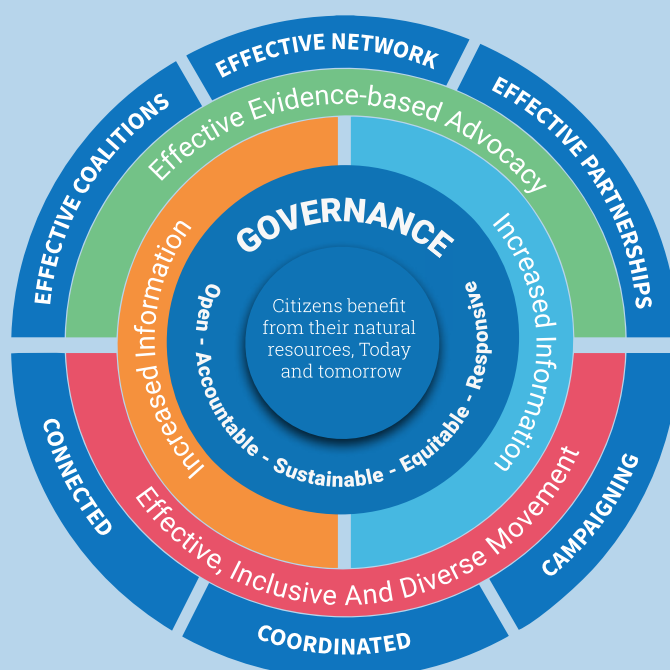 EFFECTIVE NETWORK
EFFECTIVE COALITIONS
EFFECTIVE PARTNERSHIPS
Effective Evidence-based Advocacy
Increased Information
Increased Information
GOVERNANCE
Open - Accountable - Sustainable - Equitable - Responsive
Citizens benefit
from their natural
resources, Today
and tomorrow
Effective, Inclusive And Diverse Movement
CONNECTED
CAMPAIGNING
COORDINATED